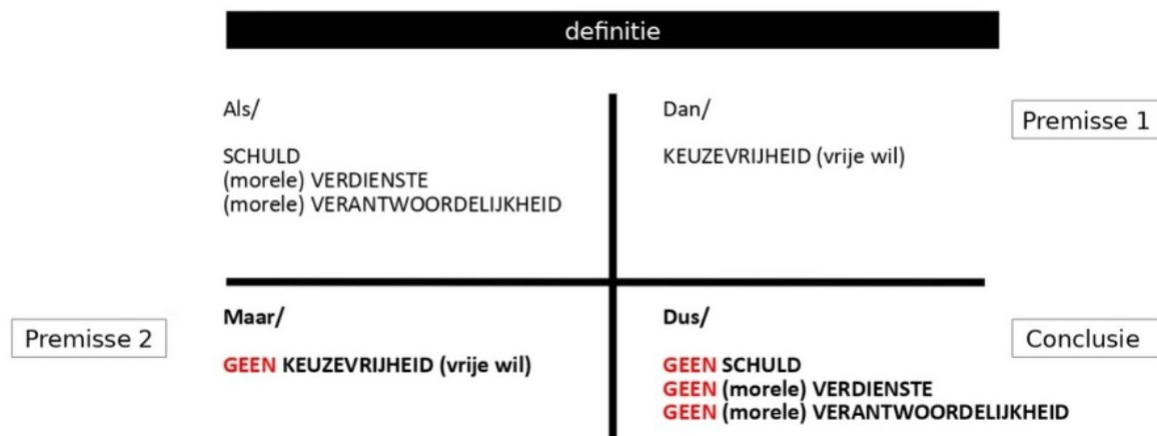 definitie
Als/
SCHULD
(morele) VERDIENSTE
(morele) VERANTWOORDELIJKHEID
Dan/
KEUZEVRIJHEID (vrije wil)
Premisse 1
Premisse 2
Maar/
GEEN KEUZEVRIJHEID (vrije wil)
Dus/
GEEN SCHULD
GEEN (morele) VERDIENSTE
GEEN (morele) VERANTWOORDELIJKHEID
Conclusie